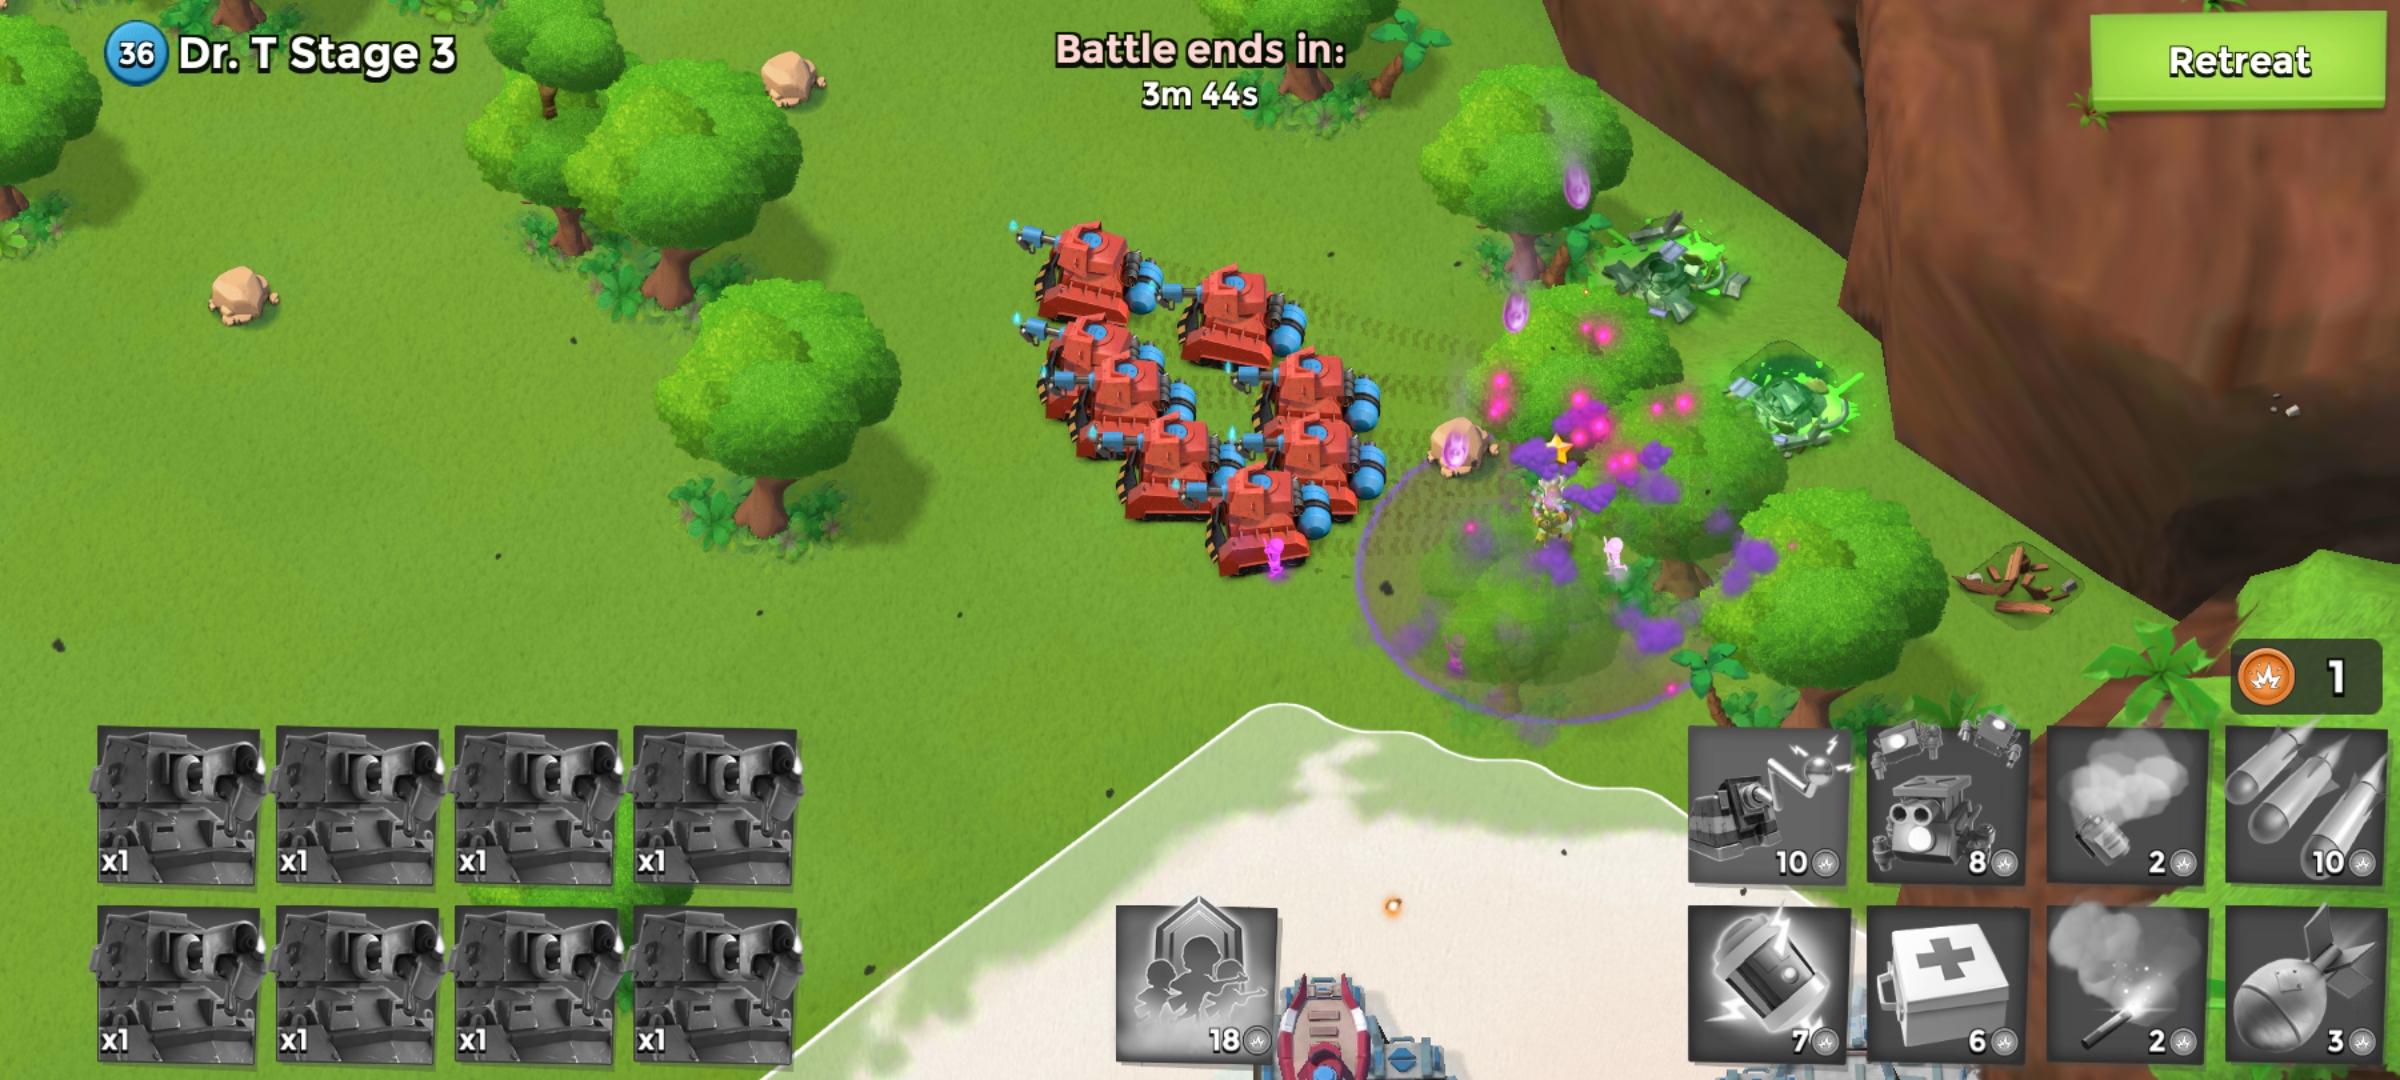 36 Dr. T Stage 3
Battle ends in:
3m 44s
Retreat
1
x1 x1 x1 x1
10 8 2 10
x1 x1 x1 x1
18
7 6 2 3